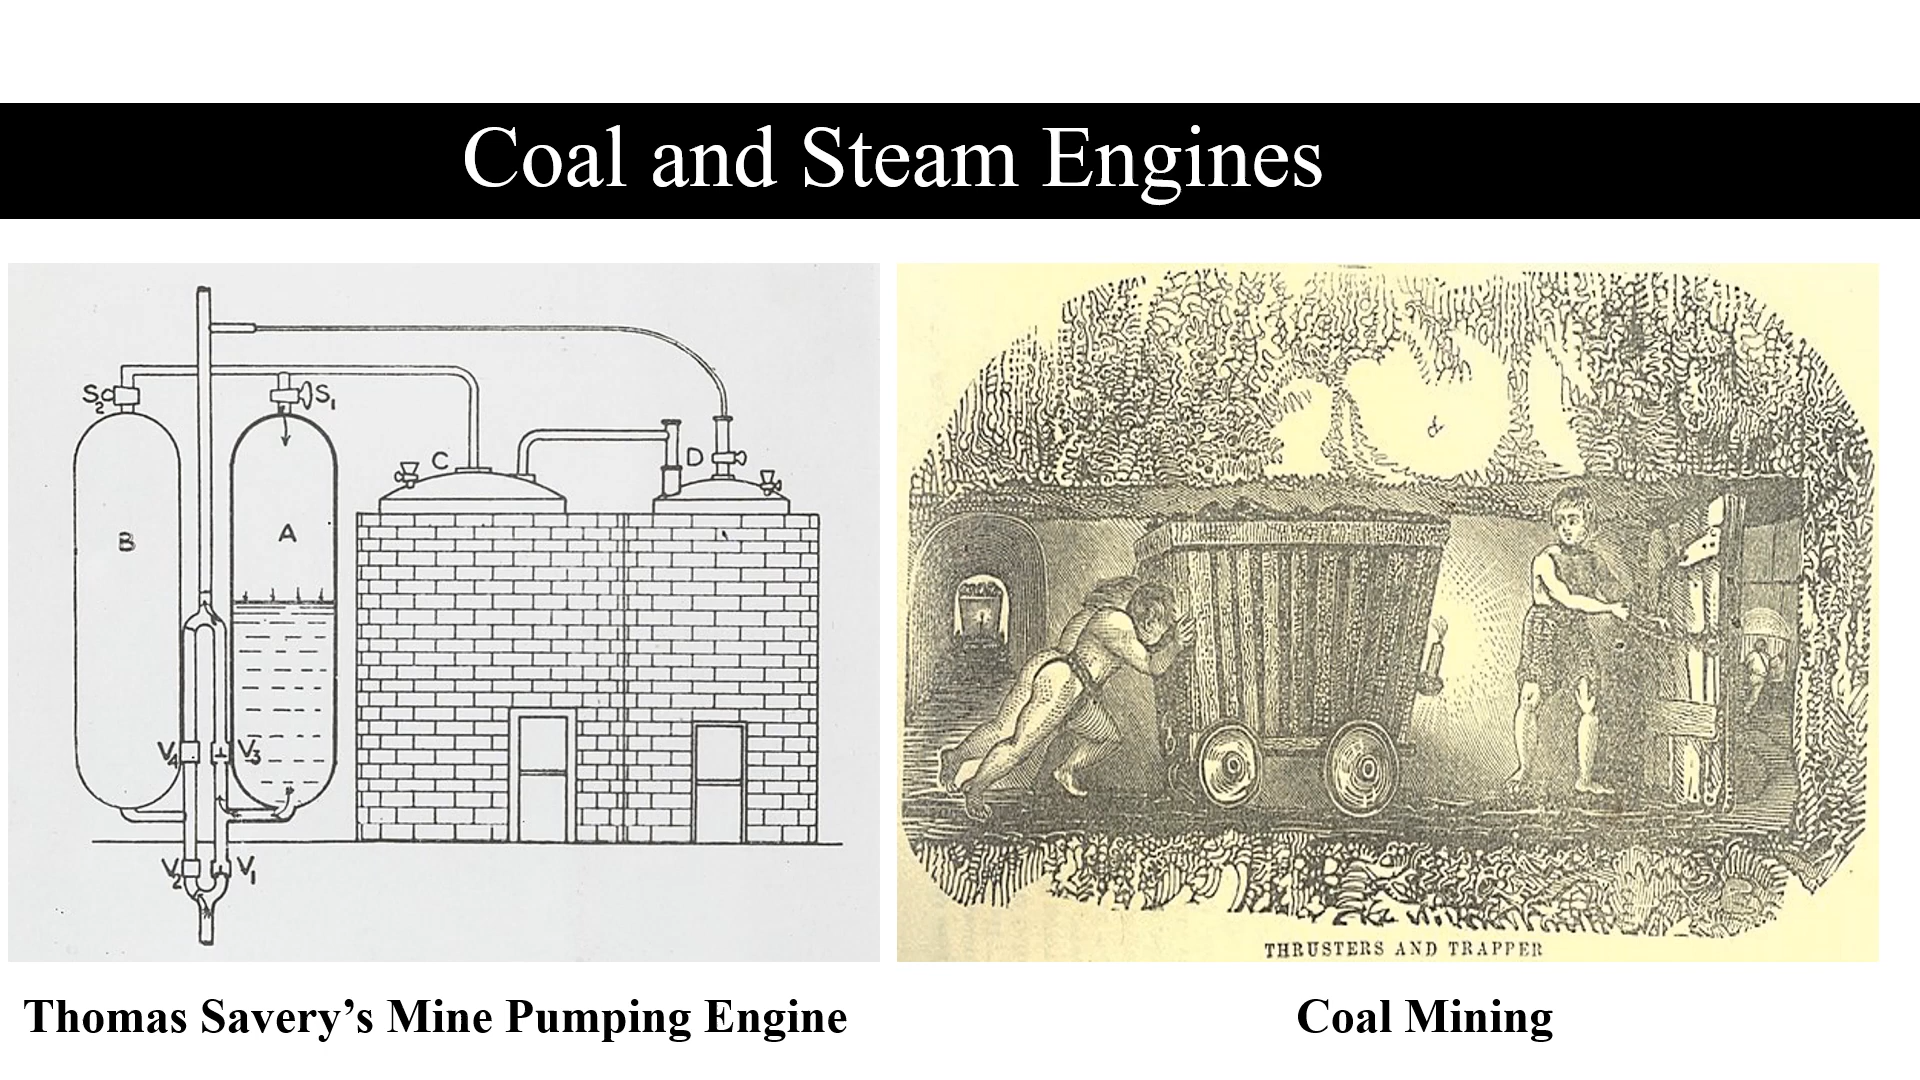 Coal and Steam Engines
S2
S1
C
D
B
A
V4
V3
V2
V1
THRUSTERS AND TRAPPER
Thomas Savery’s Mine Pumping Engine
Coal Mining